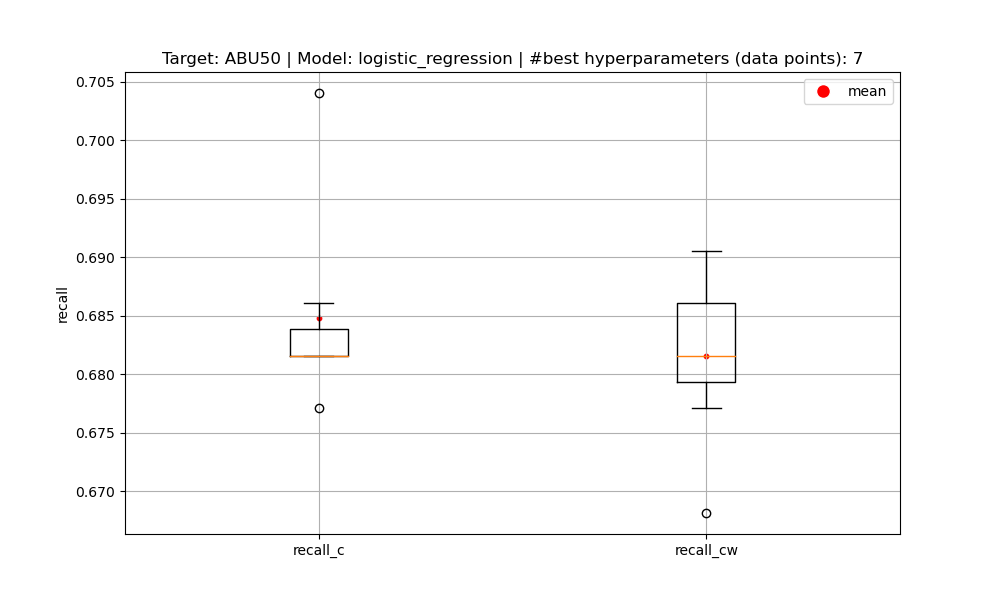 Target: ABU50 | Model: logistic_regression | #best hyperparameters (data points): 7
mean
recall
0.705
0.700
0.695
0.690
0.685
0.680
0.675
0.670
recall_c
recall_cw